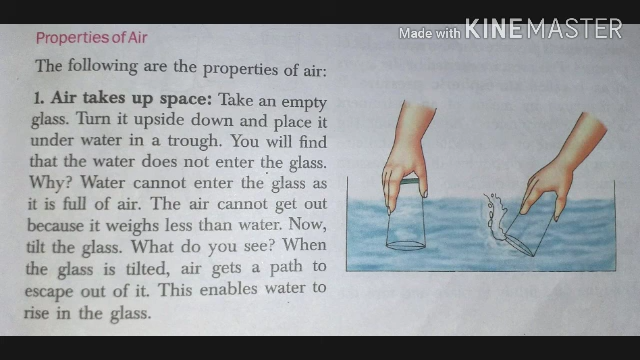 Made with KINEMASTER
Properties of Air
The following are the properties of air:
1. Air takes up space: Take an empty
glass. Turn it upside down and place it
under water in a trough. You will find
that the water does not enter the glass.
Why? Water cannot enter the glass as
it is full of air. The air cannot get out
because it weighs less than water. Now,
tilt the glass. What do you see? When
the glass is tilted, air gets a path to
escape out of it. This enables water to
rise in the glass.